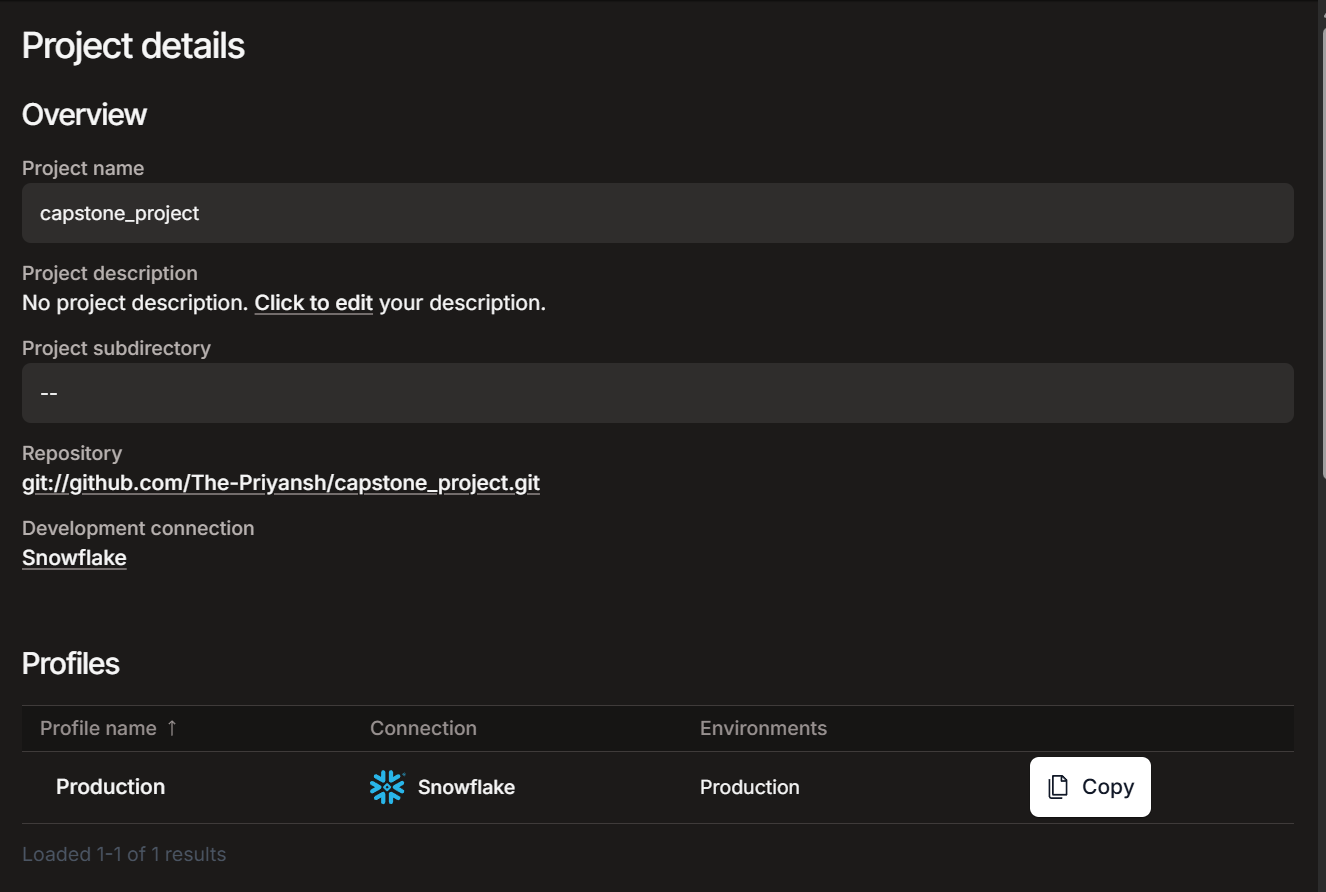 Project details
Overview
Project name
capstone_project
Project description
No project description. Click to edit your description.
Project subdirectory
--
Repository
git://github.com/The-Priyansh/capstone_project.git
Development connection
Snowflake
Profiles
Profile name ↑ Connection Environments
Production Snowflake Production Copy
Loaded 1-1 of 1 results